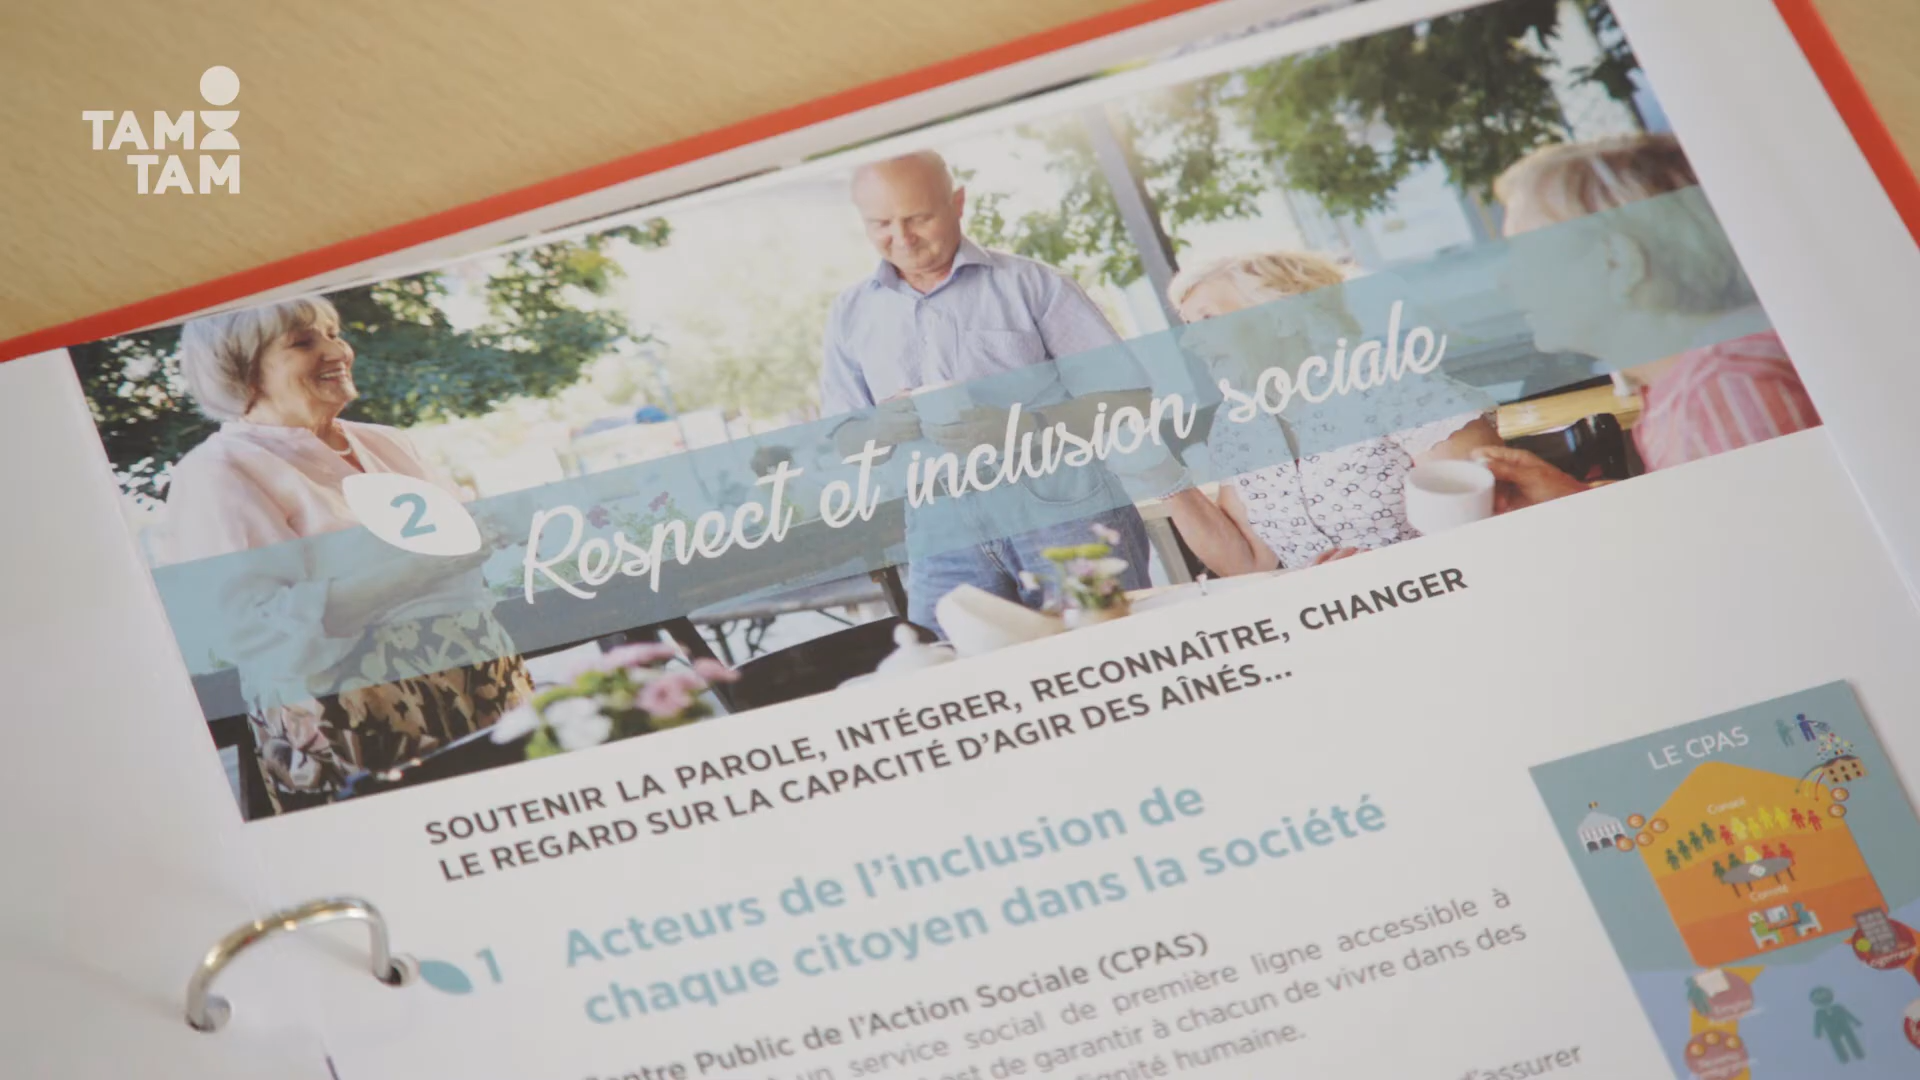 TAM
TAM
2
Respect et inclusion sociale
SOUTENIR LA PAROLE, INTÉGRER, RECONNAÎTRE, CHANGER
LE REGARD SUR LA CAPACITÉ D'AGIR DES AÎNÉS...
1
Acteurs de l'inclusion de
chaque citoyen dans la société
Centre Public de l'Action Sociale (CPAS)
un service social de première ligne accessible à
est de garantir à chacun de vivre dans des
dignité humaine.
d'assurer
LE CPAS
Conseil
Comité